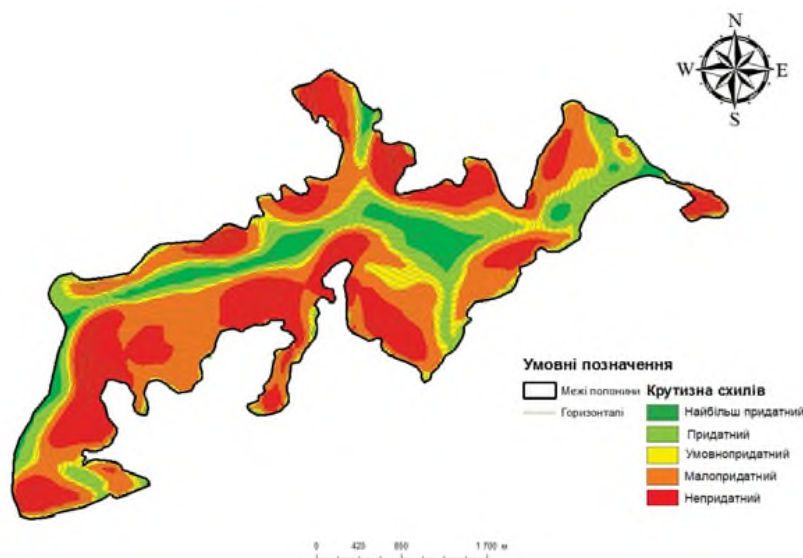 N
W E
S
Умовні позначення
Межі полонини
Горизонталі
Крутизна схилів
Найбільш придатний
Придатний
Умовнопридатний
Малопридатний
Непридатний
0 425 850 1 700 м